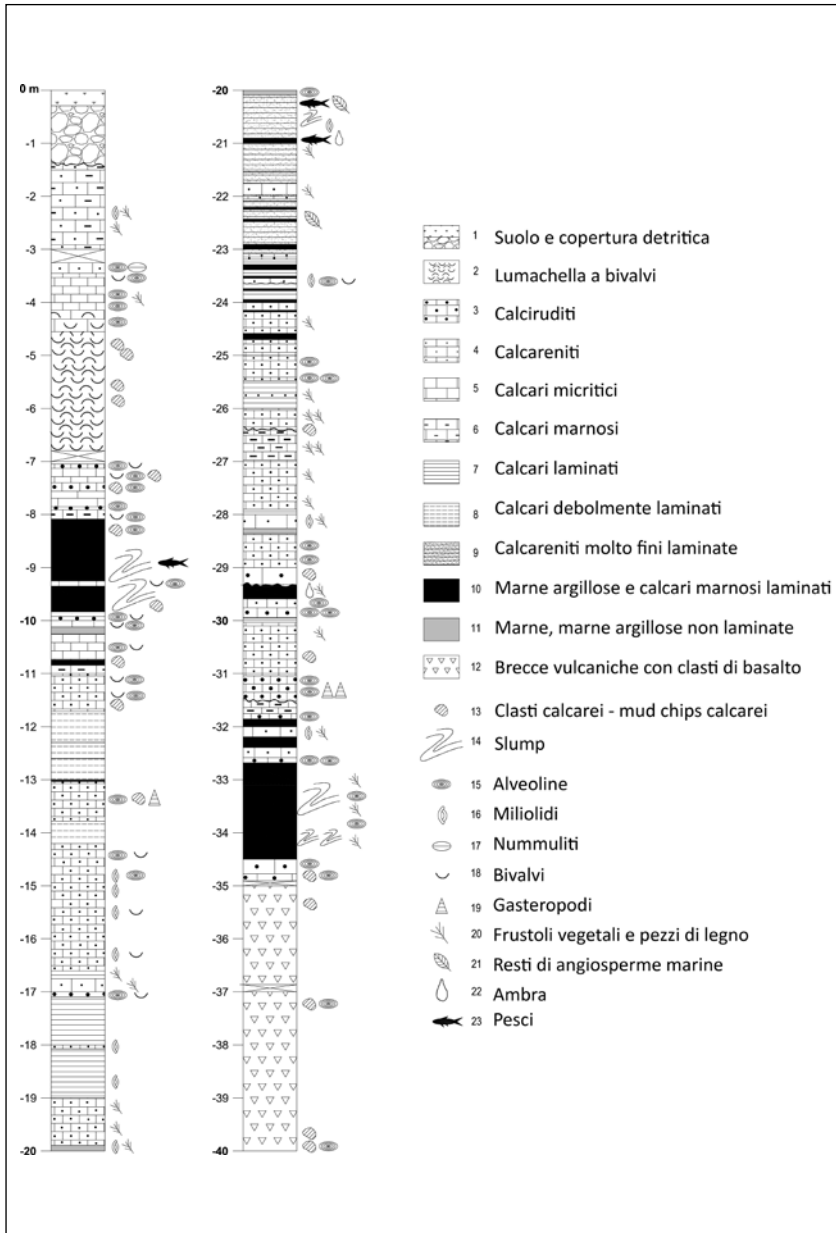 0 m
-1
-2
-3
-4
-5
-6
-7
-8
-9
-10
-11
-12
-13
-14
-15
-16
-17
-18
-19
-20
-20
-21
-22
-23
-24
-25
-26
-27
-28
-29
-30
-31
-32
-33
-34
-35
-36
-37
-38
-39
-40
1 Suolo e copertura detritica
2 Lumachella a bivalvi
3 Calciruditi
4 Calcareniti
5 Calcari micritici
6 Calcari marnosi
7 Calcari laminati
8 Calcari debolmente laminati
9 Calcareniti molto fini laminate
10 Marne argillose e calcari marnosi laminati
11 Marne, marne argillose non laminate
12 Brecce vulcaniche con clasti di basalto
13 Clasti calcarei - mud chips calcarei
14 Slump
15 Alveoline
16 Miliolidi
17 Nummuliti
18 Bivalvi
19 Gasteropodi
20 Frustoli vegetali e pezzi di legno
21 Resti di angiosperme marine
22 Ambra
23 Pesci